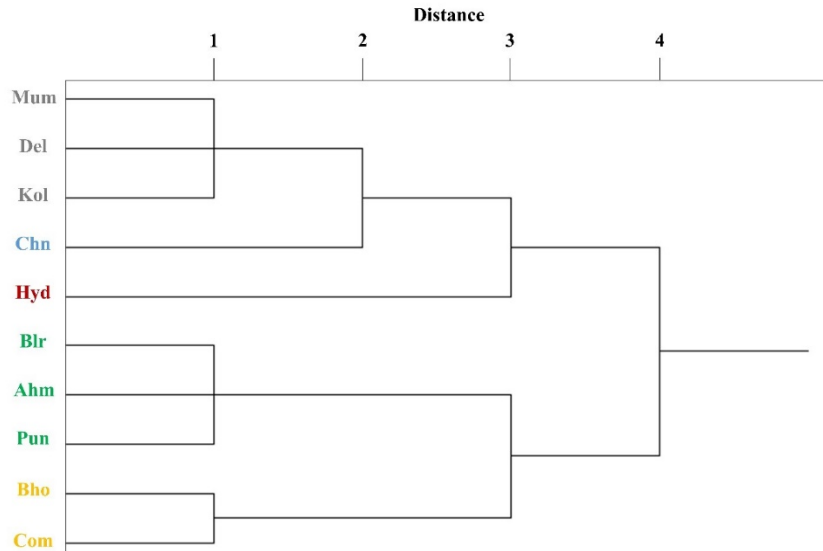 Distance
1 2 3 4
Mum
Del
Kol
Chn
Hyd
Blr
Ahm
Pun
Bho
Com